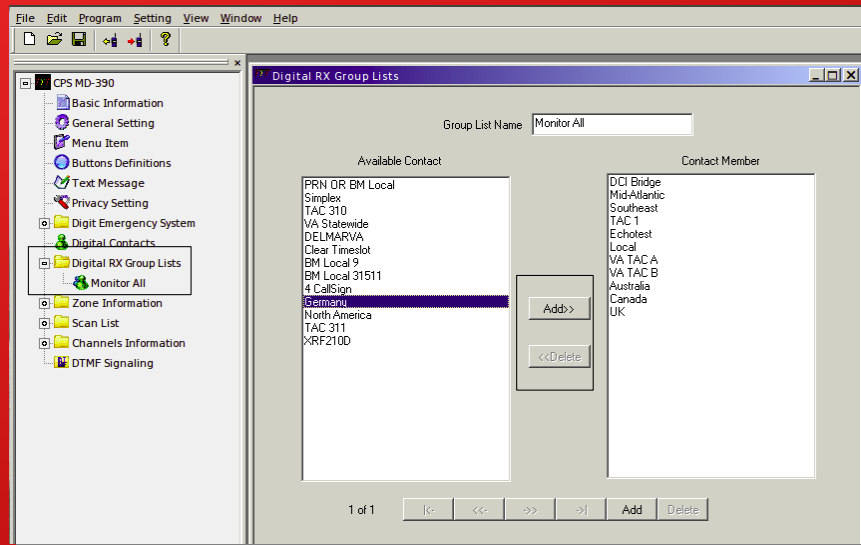 File Edit Program Setting View Window Help
CPS MD-390
Basic Information
General Setting
Menu Item
Buttons Definitions
Text Message
Privacy Setting
Digit Emergency System
Digital Contacts
Digital RX Group Lists
Monitor All
Zone Information
Scan List
Channels Information
DTMF Signaling
Digital RX Group Lists
Group List Name Monitor All
Available Contact
PRN OR BM Local
Simplex
TAC 310
VA Statewide
DELMARVA
Clear Timeslot
BM Local 9
BM Local 31511
4 CallSign
Germany
North America
TAC 311
XRF210D
Add>>
<<Delete
Contact Member
DCI Bridge
Mid-Atlantic
Southeast
TAC 1
Echotest
Local
VA TAC A
VA TAC B
Australia
Canada
UK
1 of 1 |<- <<- ->> ->| Add Delete